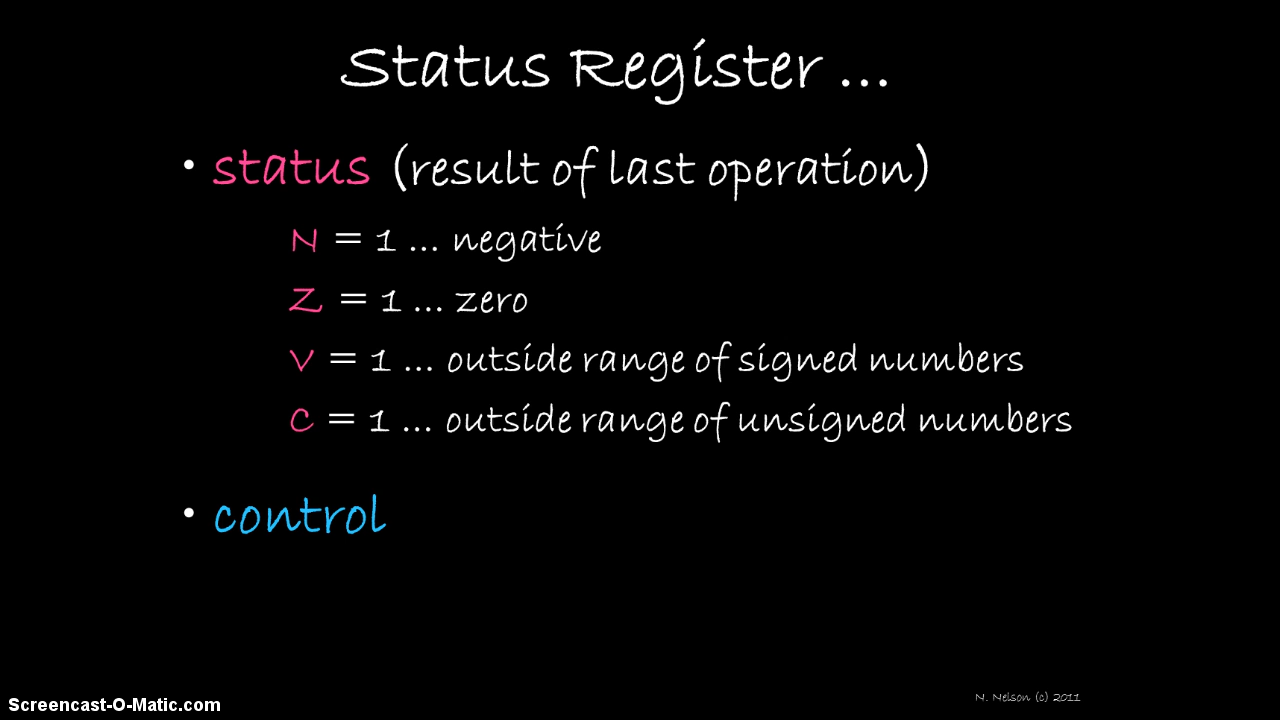 Status Register ...
• status (result of last operation)
N = 1 ... negative
Z = 1 ... zero
V = 1 ... outside range of signed numbers
C = 1 ... outside range of unsigned numbers
• control
N. Nelson (c) 2011
Screencast-O-Matic.com